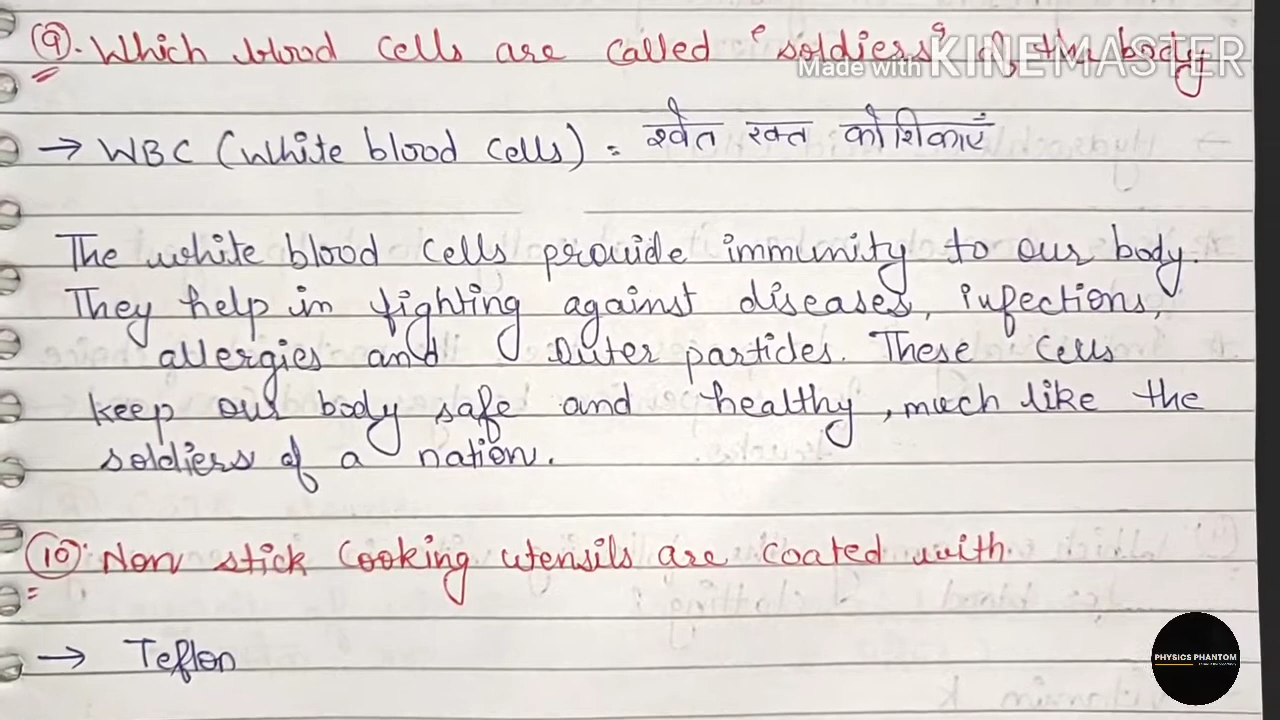 (9). Which blood cells are called "soldiers" of the body
Made with KINEMASTER
→ WBC (White blood cells) = श्वेत रक्त कोशिकाएं
The white blood cells provide immunity to our body.
They help in fighting against diseases, infections,
allergies and outer particles. These cells
keep our body safe and healthy, much like the
soldiers of a nation.
(10). Non stick cooking utensils are coated with.
→ Teflon
PHYSICS PHANTOM